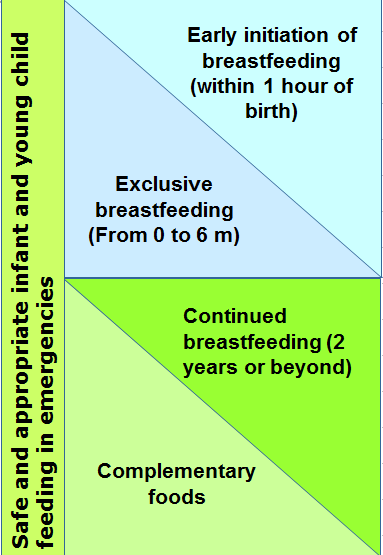 Safe and appropriate infant and young child
feeding in emergencies
Early initiation of
breastfeeding
(within 1 hour of
birth)
Exclusive
breastfeeding
(From 0 to 6 m)
Continued
breastfeeding (2
years or beyond)
Complementary
foods